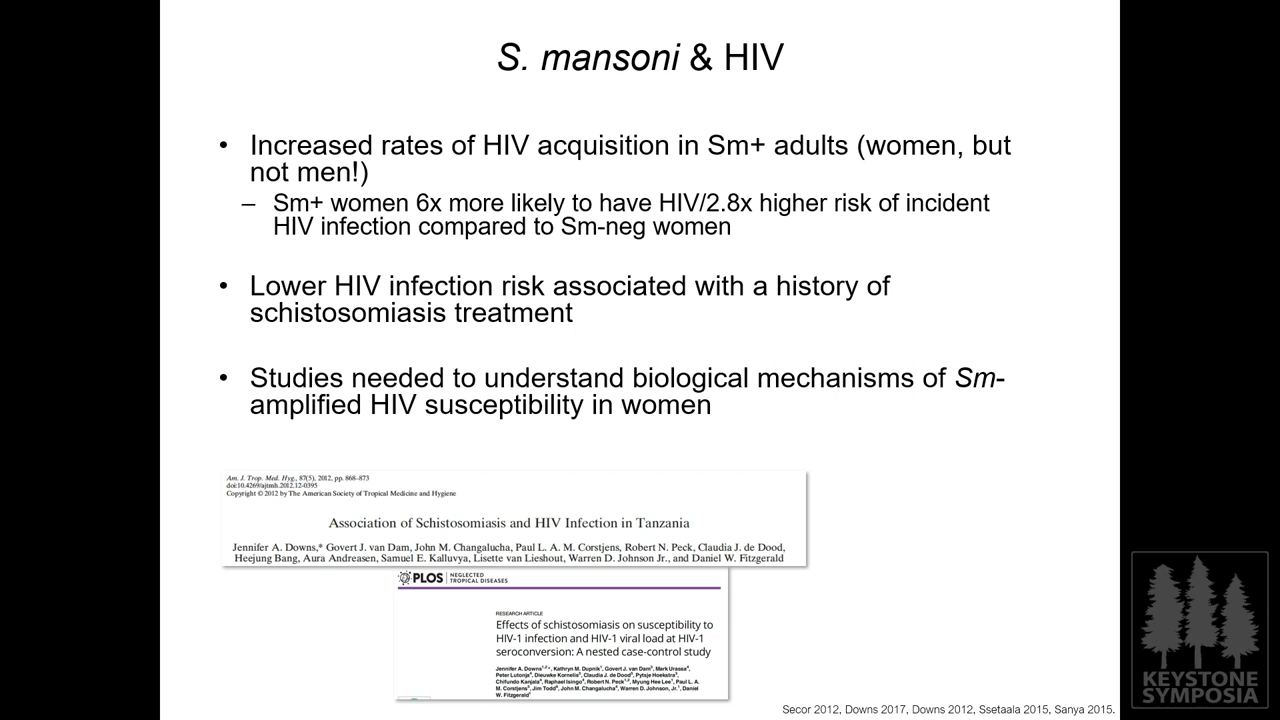 S. mansoni & HIV
• Increased rates of HIV acquisition in Sm+ adults (women, but
not men!)
– Sm+ women 6x more likely to have HIV/2.8x higher risk of incident
HIV infection compared to Sm-neg women
• Lower HIV infection risk associated with a history of
schistosomiasis treatment
• Studies needed to understand biological mechanisms of Sm-
amplified HIV susceptibility in women
Am. J. Trop. Med. Hyg., 87(5), 2012, pp. 868–873
doi:10.4269/ajtmh.2012.12-0395
Copyright © 2012 by The American Society of Tropical Medicine and Hygiene
Association of Schistosomiasis and HIV Infection in Tanzania
Jennifer A. Downs,* Govert J. van Dam, John M. Changalucha, Paul L. A. M. Corstjens, Robert N. Peck, Claudia J. de Dood,
Heejung Bang, Aura Andreasen, Samuel E. Kalluvya, Lisette van Lieshout, Warren D. Johnson Jr., and Daniel W. Fitzgerald
PLOS | NEGLECTED
TROPICAL DISEASES
RESEARCH ARTICLE
Effects of schistosomiasis on susceptibility to
HIV-1 infection and HIV-1 viral load at HIV-1
seroconversion: A nested case-control study
Jennifer A. Downs, Kathryn M. Dupnik, Govert J. van Dam, Mark Urassa,
Peter Lutonja, Dieuwke Kornelis, Claudia J. de Dood, Pytsje Hoekstra,
Chifundo Kanjala, Raphael Isingo, Robert N. Peck, Myung Hee Lee, Paul L. A.
M. Corstjens, Jim Todd, John M. Changalucha, Warren D. Johnson, Jr., Daniel
W. Fitzgerald
Secor 2012, Downs 2017, Downs 2012, Ssetaala 2015, Sanya 2015.
KEYSTONE
SYMPOSIA